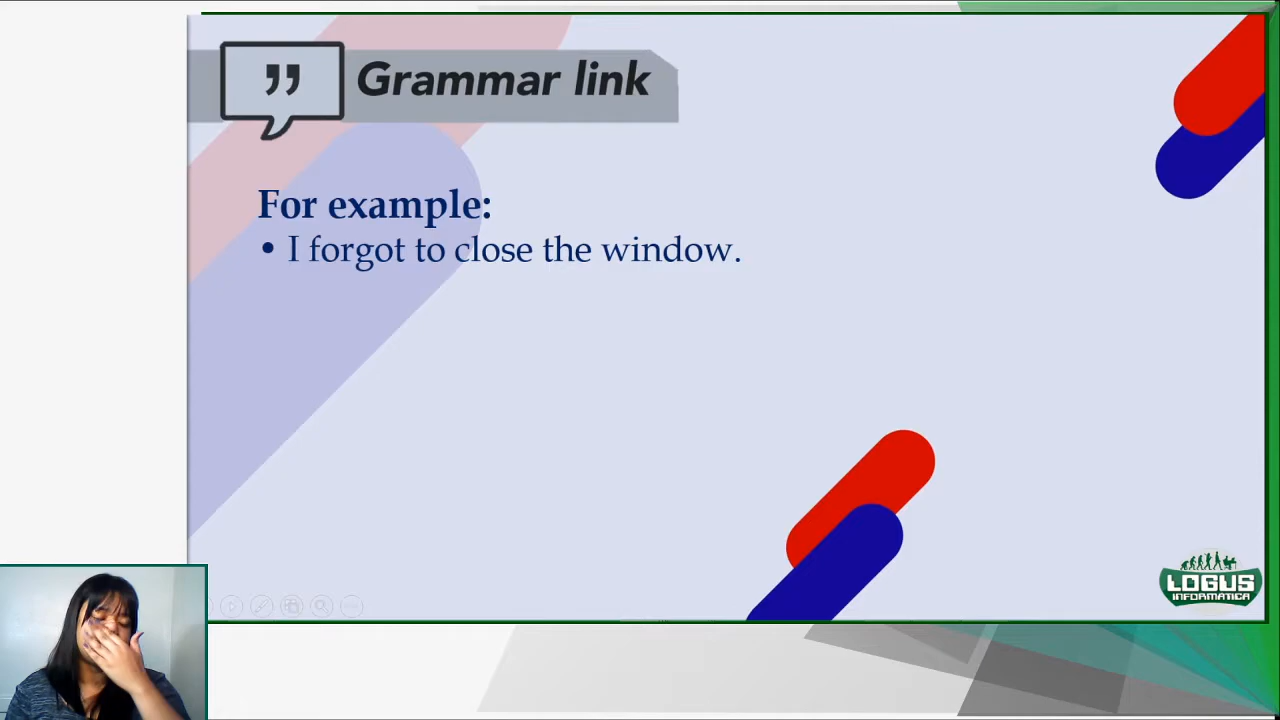 Grammar link
For example:
• I forgot to close the window.
LOGUS
INFORMATICA